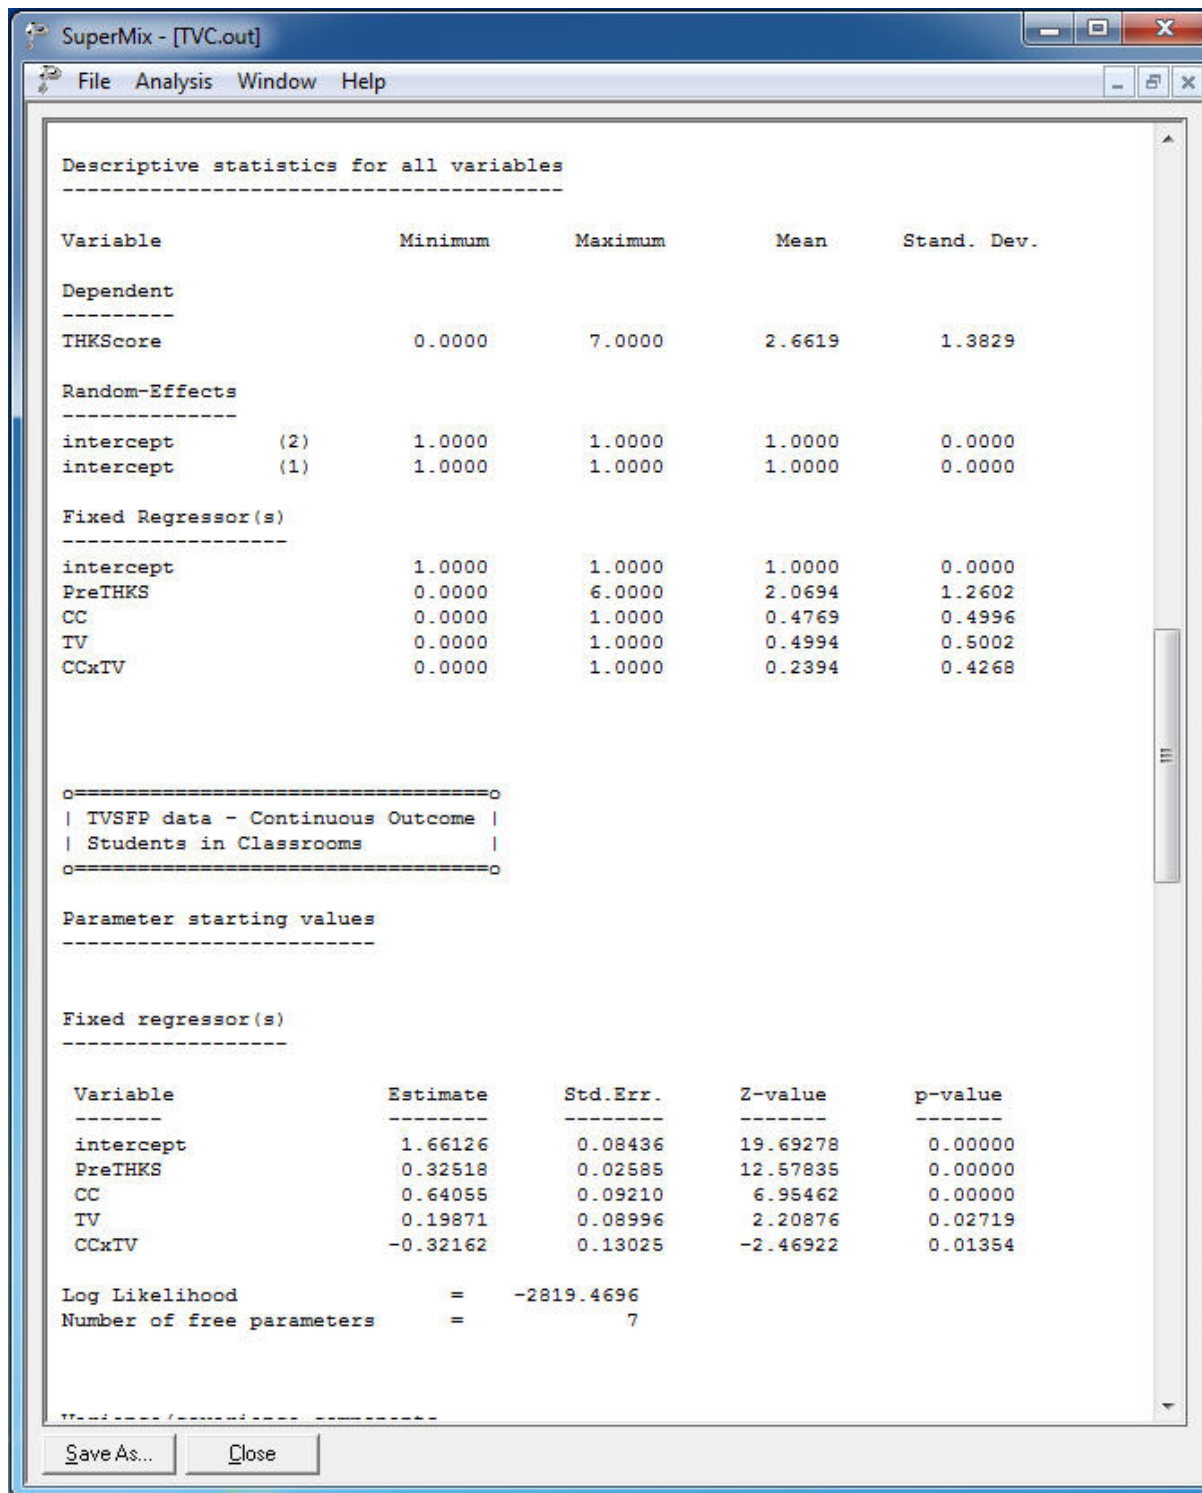 SuperMix - [TVC.out]
File Analysis Window Help
Descriptive statistics for all variables
----------------------------------------
Variable Minimum Maximum Mean Stand. Dev.
Dependent
---------
THKScore 0.0000 7.0000 2.6619 1.3829
Random-Effects
--------------
intercept (2) 1.0000 1.0000 1.0000 0.0000
intercept (1) 1.0000 1.0000 1.0000 0.0000
Fixed Regressor(s)
------------------
intercept 1.0000 1.0000 1.0000 0.0000
PreTHKS 0.0000 6.0000 2.0694 1.2602
CC 0.0000 1.0000 0.4769 0.4996
TV 0.0000 1.0000 0.4994 0.5002
CCxTV 0.0000 1.0000 0.2394 0.4268
o=================================o
| TVSFP data - Continuous Outcome |
| Students in Classrooms |
o=================================o
Parameter starting values
-------------------------
Fixed regressor(s)
------------------
Variable Estimate Std.Err. Z-value p-value
------- -------- -------- ------- -------
intercept 1.66126 0.08436 19.69278 0.00000
PreTHKS 0.32518 0.02585 12.57835 0.00000
CC 0.64055 0.09210 6.95462 0.00000
TV 0.19871 0.08996 2.20876 0.02719
CCxTV -0.32162 0.13025 -2.46922 0.01354
Log Likelihood = -2819.4696
Number of free parameters = 7
Save As... Close